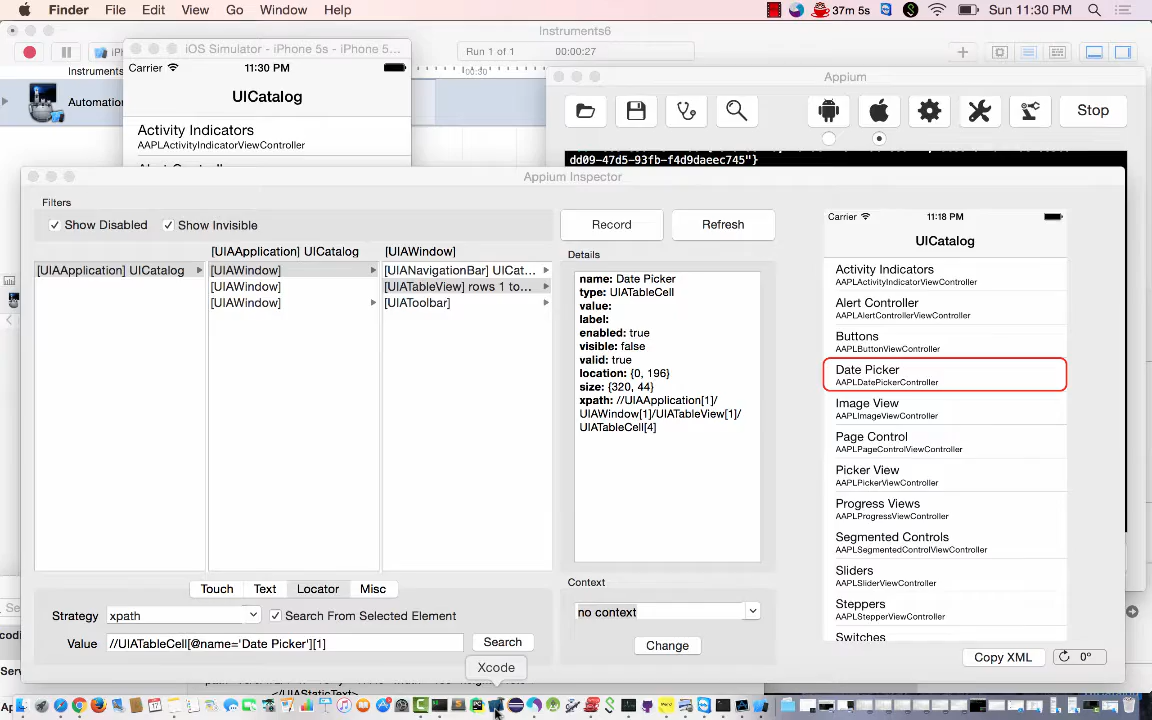 Edit View Go Window Help 37m 5s Sun 11:30 PM
File
Instruments6
iOS Simulator - iPhone 5s - iPhone 5...
Run 1 of 1 00:00:27
Instruments
Automation
00:30
Carrier 11:30 PM
UICatalog
Activity Indicators
AAPLActivityIndicatorViewController
Appium
Stop
dd09-47d5-93fb-f4d9daeec745"}
Appium Inspector
Filters
Show Disabled Show Invisible
Record Refresh
[UIAApplication] UICatalog [UIAWindow]
[UIAApplication] UICatalog [UIAWindow] [UIANavigationBar] UICat...
[UIAWindow] [UIATableView] rows 1 to...
[UIAWindow] [UIAToolbar]
Details
name: Date Picker
type: UIATableCell
value:
label:
enabled: true
visible: false
valid: true
location: {0, 196}
size: {320, 44}
xpath: //UIAApplication[1]/
UIAWindow[1]/UIATableView[1]/
UIATableCell[4]
Carrier 11:18 PM
UICatalog
Activity Indicators
AAPLActivityIndicatorViewController
Alert Controller
AAPLAlertControllerViewController
Buttons
AAPLButtonViewController
Date Picker
AAPLDatePickerController
Image View
AAPLImageViewController
Page Control
AAPLPageControlViewController
Picker View
AAPLPickerViewController
Progress Views
AAPLProgressViewController
Segmented Controls
AAPLSegmentedControlViewController
Sliders
AAPLSliderViewController
Steppers
AAPLStepperViewController
Switches
Touch Text Locator Misc
Strategy xpath Search From Selected Element
Value //UIATableCell[@name='Date Picker'][1] Search
Context
no context
Change
Copy XML 0°
Xcode
</UIAStaticText>